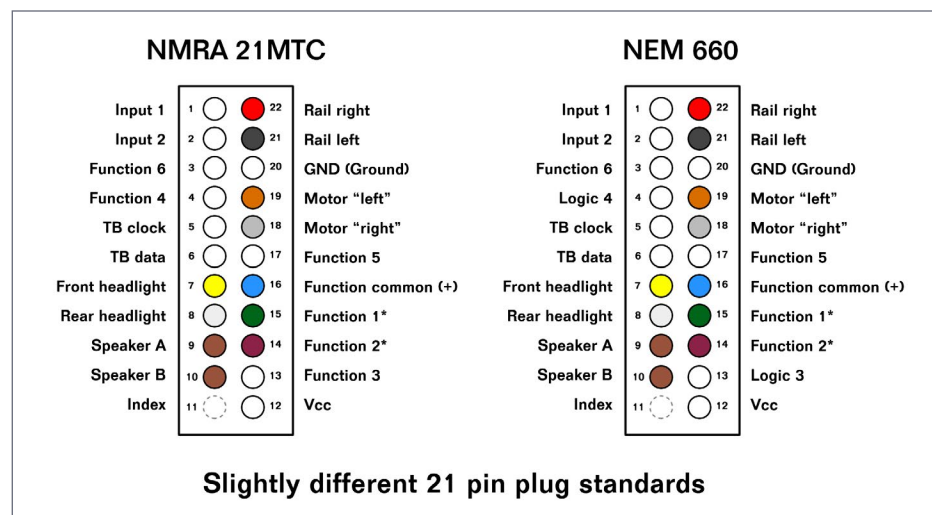 NMRA 21MTC
Input 1 1 22 Rail right
Input 2 2 21 Rail left
Function 6 3 20 GND (Ground)
Function 4 4 19 Motor “left”
TB clock 5 18 Motor “right”
TB data 6 17 Function 5
Front headlight 7 16 Function common (+)
Rear headlight 8 15 Function 1*
Speaker A 9 14 Function 2*
Speaker B 10 13 Function 3
Index 11 12 Vcc
NEM 660
Input 1 1 22 Rail right
Input 2 2 21 Rail left
Function 6 3 20 GND (Ground)
Logic 4 4 19 Motor “left”
TB clock 5 18 Motor “right”
TB data 6 17 Function 5
Front headlight 7 16 Function common (+)
Rear headlight 8 15 Function 1*
Speaker A 9 14 Function 2*
Speaker B 10 13 Logic 3
Index 11 12 Vcc
Slightly different 21 pin plug standards